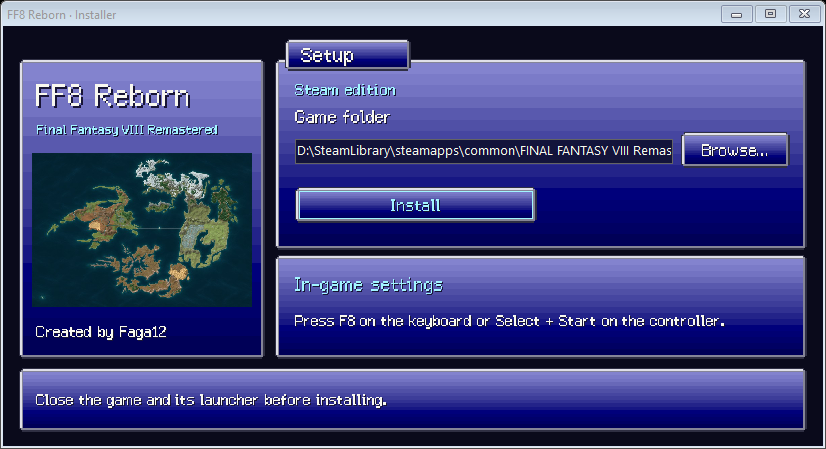 FF8 Reborn - Installer
FF8 Reborn
Final Fantasy VIII Remastered
Created by Faga12
Setup
Steam edition
Game folder
D:\SteamLibrary\steamapps\common\FINAL FANTASY VIII Remas
Browse...
Install
In-game settings
Press F8 on the keyboard or Select + Start on the controller.
Close the game and its launcher before installing.